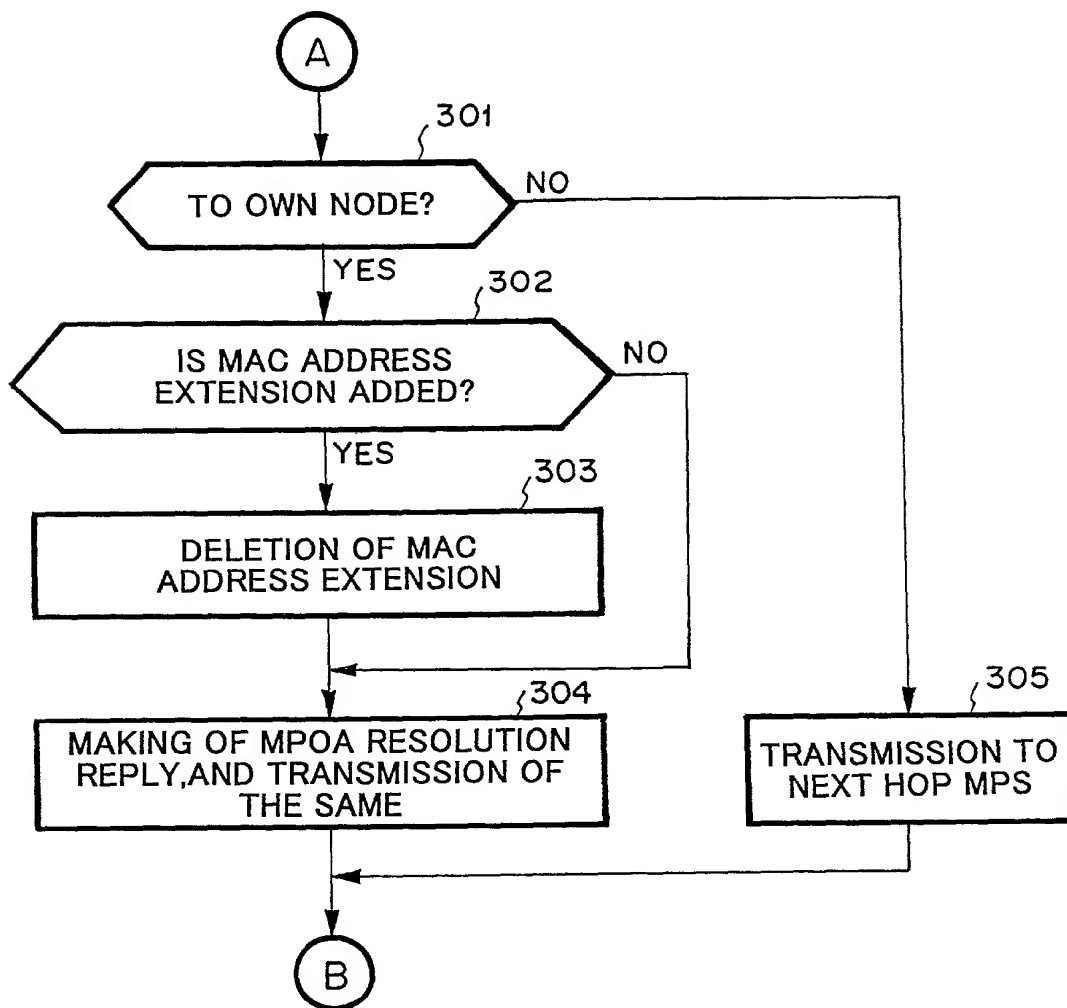 A
301
TO OWN NODE?
NO
YES
302
IS MAC ADDRESS
EXTENSION ADDED?
NO
YES
303
DELETION OF MAC
ADDRESS EXTENSION
304
MAKING OF MPOA RESOLUTION
REPLY,AND TRANSMISSION OF
THE SAME
305
TRANSMISSION TO
NEXT HOP MPS
B